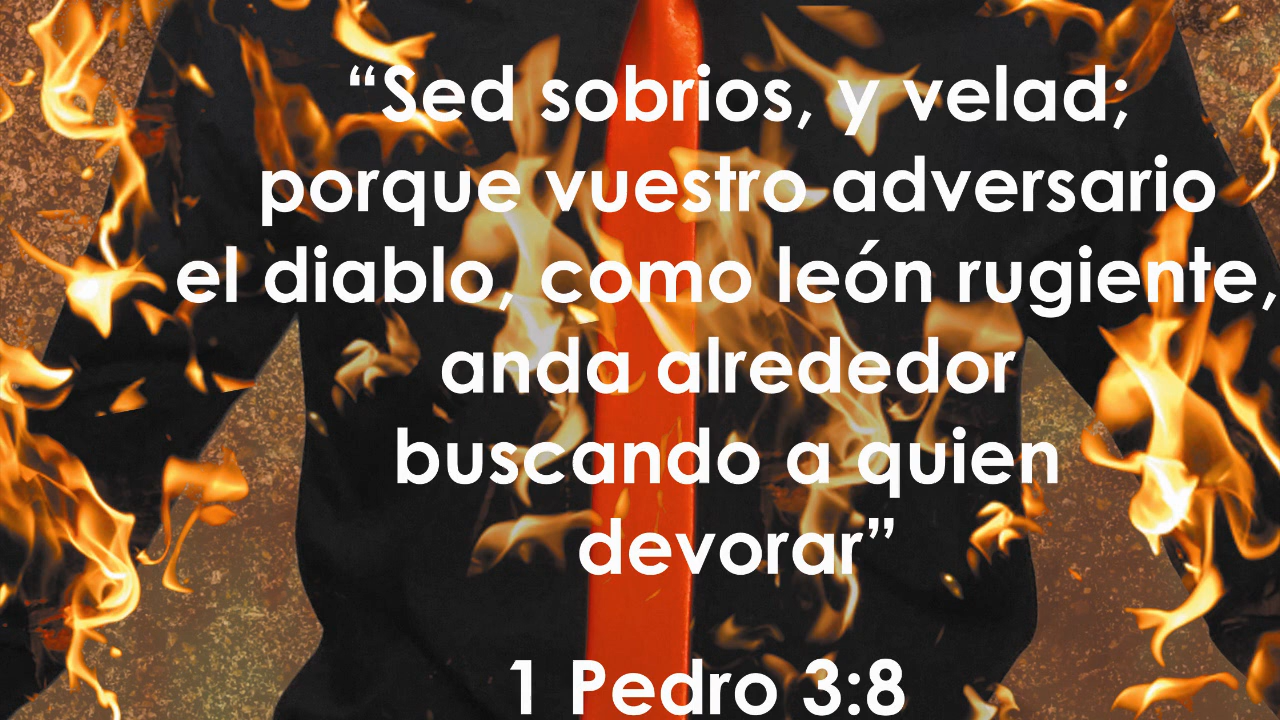 “Sed sobrios, y velad;
porque vuestro adversario
el diablo, como león rugiente,
anda alrededor
buscando a quien
devorar”
1 Pedro 3:8